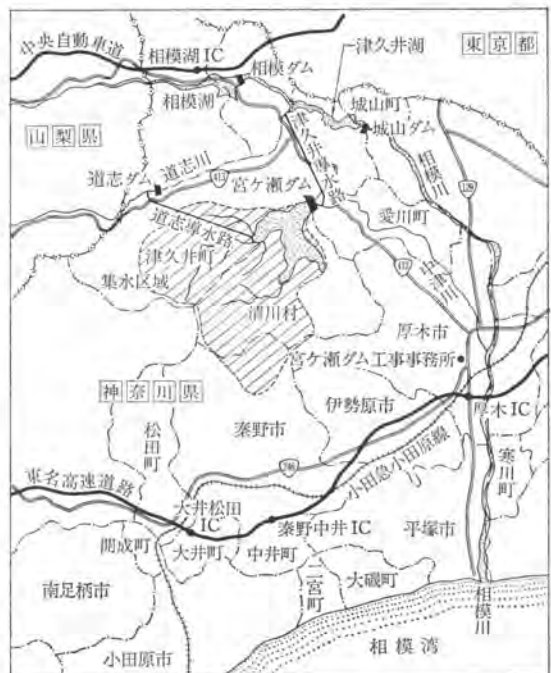 中央自動車道
相模湖IC
津久井湖
東京都
相模ダム
相模湖
城山町
城山ダム
山梨県
津久井導水路
相模川
道志ダム
道志川
413
宮ケ瀬ダム
129
愛川町
道志導水路
津久井町
412
中津川
集水区域
清川村
厚木市
宮ケ瀬ダム工事事務所
神奈川県
伊勢原市
厚木IC
松田町
秦野市
246
小田急小田原線
寒川町
東名高速道路
大井松田
IC
秦野中井IC
平塚市
開成町
大井町
中井町
南足柄市
二宮町
大磯町
相模川
相模湾
小田原市